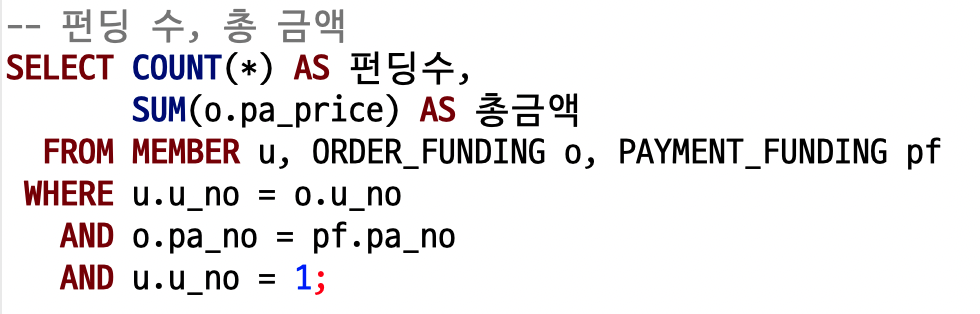 -- 펀딩 수, 총 금액
SELECT COUNT(*) AS 펀딩수,
       SUM(o.pa_price) AS 총금액
  FROM MEMBER u, ORDER_FUNDING o, PAYMENT_FUNDING pf
 WHERE u.u_no = o.u_no
   AND o.pa_no = pf.pa_no
   AND u.u_no = 1;